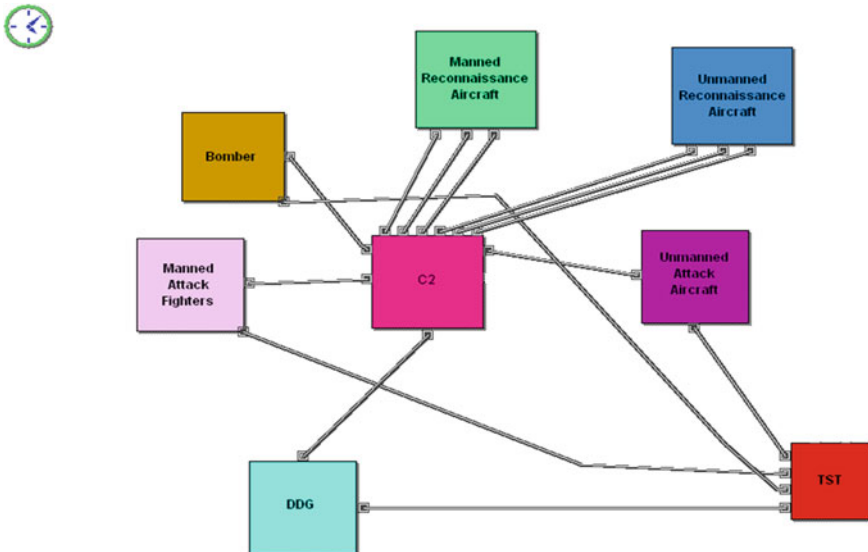 Manned
Reconnaissance
Aircraft
Unmanned
Reconnaissance
Aircraft
Bomber
Manned
Attack
Fighters
C2
Unmanned
Attack
Aircraft
DDG
TST